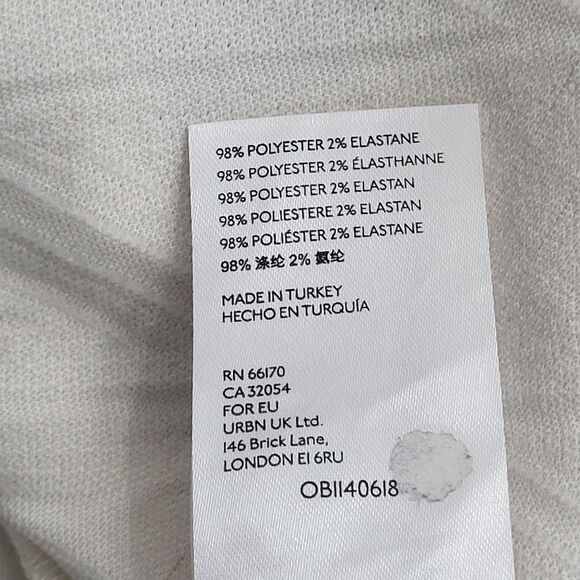 98% POLYESTER 2% ELASTANE
98% POLYESTER 2% ÉLASTHANNE
98% POLYESTER 2% ELASTAN
98% POLIESTERE 2% ELASTAN
98% POLIÉSTER 2% ELASTANE
98% 涤纶 2% 氨纶
MADE IN TURKEY
HECHO EN TURQUÍA
RN 66170
CA 32054
FOR EU
URBN UK Ltd.
146 Brick Lane,
LONDON E1 6RU
OB1140618